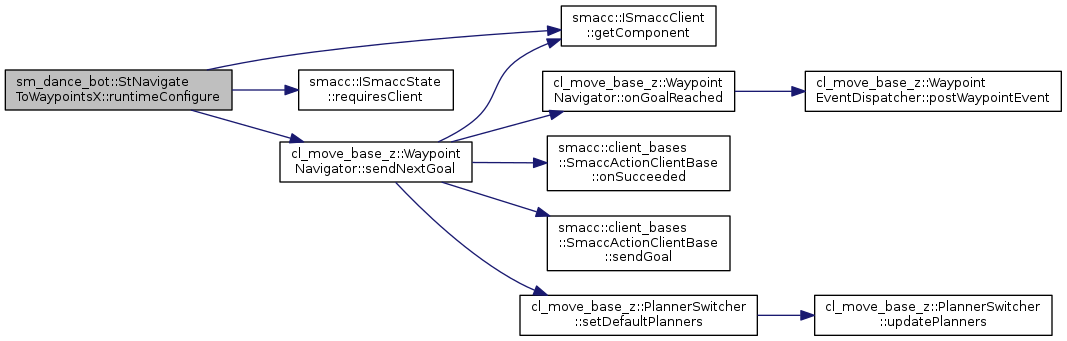 sm_dance_bot::StNavigate
ToWaypointsX::runtimeConfigure
smacc::ISmaccClient
::getComponent
smacc::ISmaccState
::requiresClient
cl_move_base_z::Waypoint
Navigator::sendNextGoal
cl_move_base_z::Waypoint
Navigator::onGoalReached
cl_move_base_z::Waypoint
EventDispatcher::postWaypointEvent
smacc::client_bases
::SmaccActionClientBase
::onSucceeded
smacc::client_bases
::SmaccActionClientBase
::sendGoal
cl_move_base_z::PlannerSwitcher
::setDefaultPlanners
cl_move_base_z::PlannerSwitcher
::updatePlanners